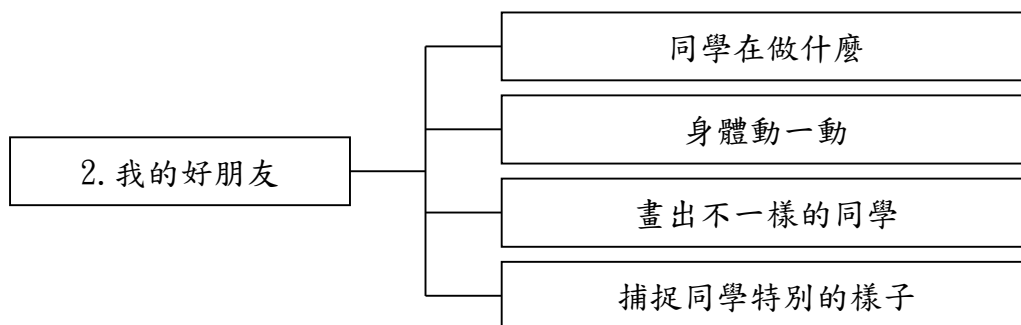 2.我的好朋友
同學在做什麼
身體動一動
畫出不一樣的同學
捕捉同學特別的樣子